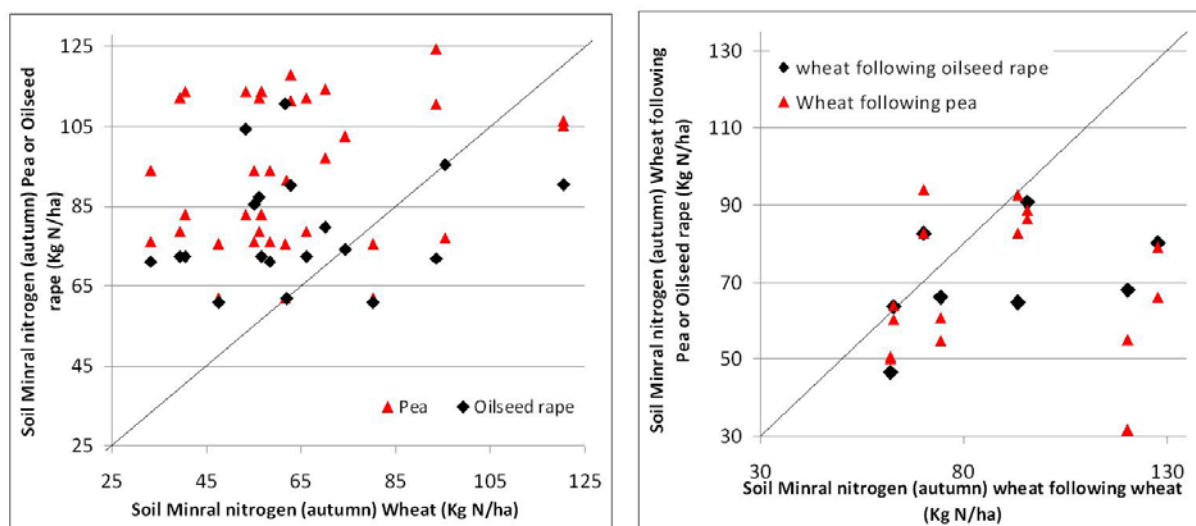 Soil Minral nitrogen (autumn) Pea or Oilseed
rape (Kg N/ha)
125
105
85
65
45
25
Pea
Oilseed rape
25
45
65
85
105
125
Soil Minral nitrogen (autumn) Wheat (Kg N/ha)
Soil Minral nitrogen (autumn) Wheat following
Pea or Oilseed rape (Kg N/ha)
130
110
90
70
50
30
wheat following oilseed rape
Wheat following pea
30
80
130
Soil Minral nitrogen (autumn) wheat following wheat
(Kg N/ha)